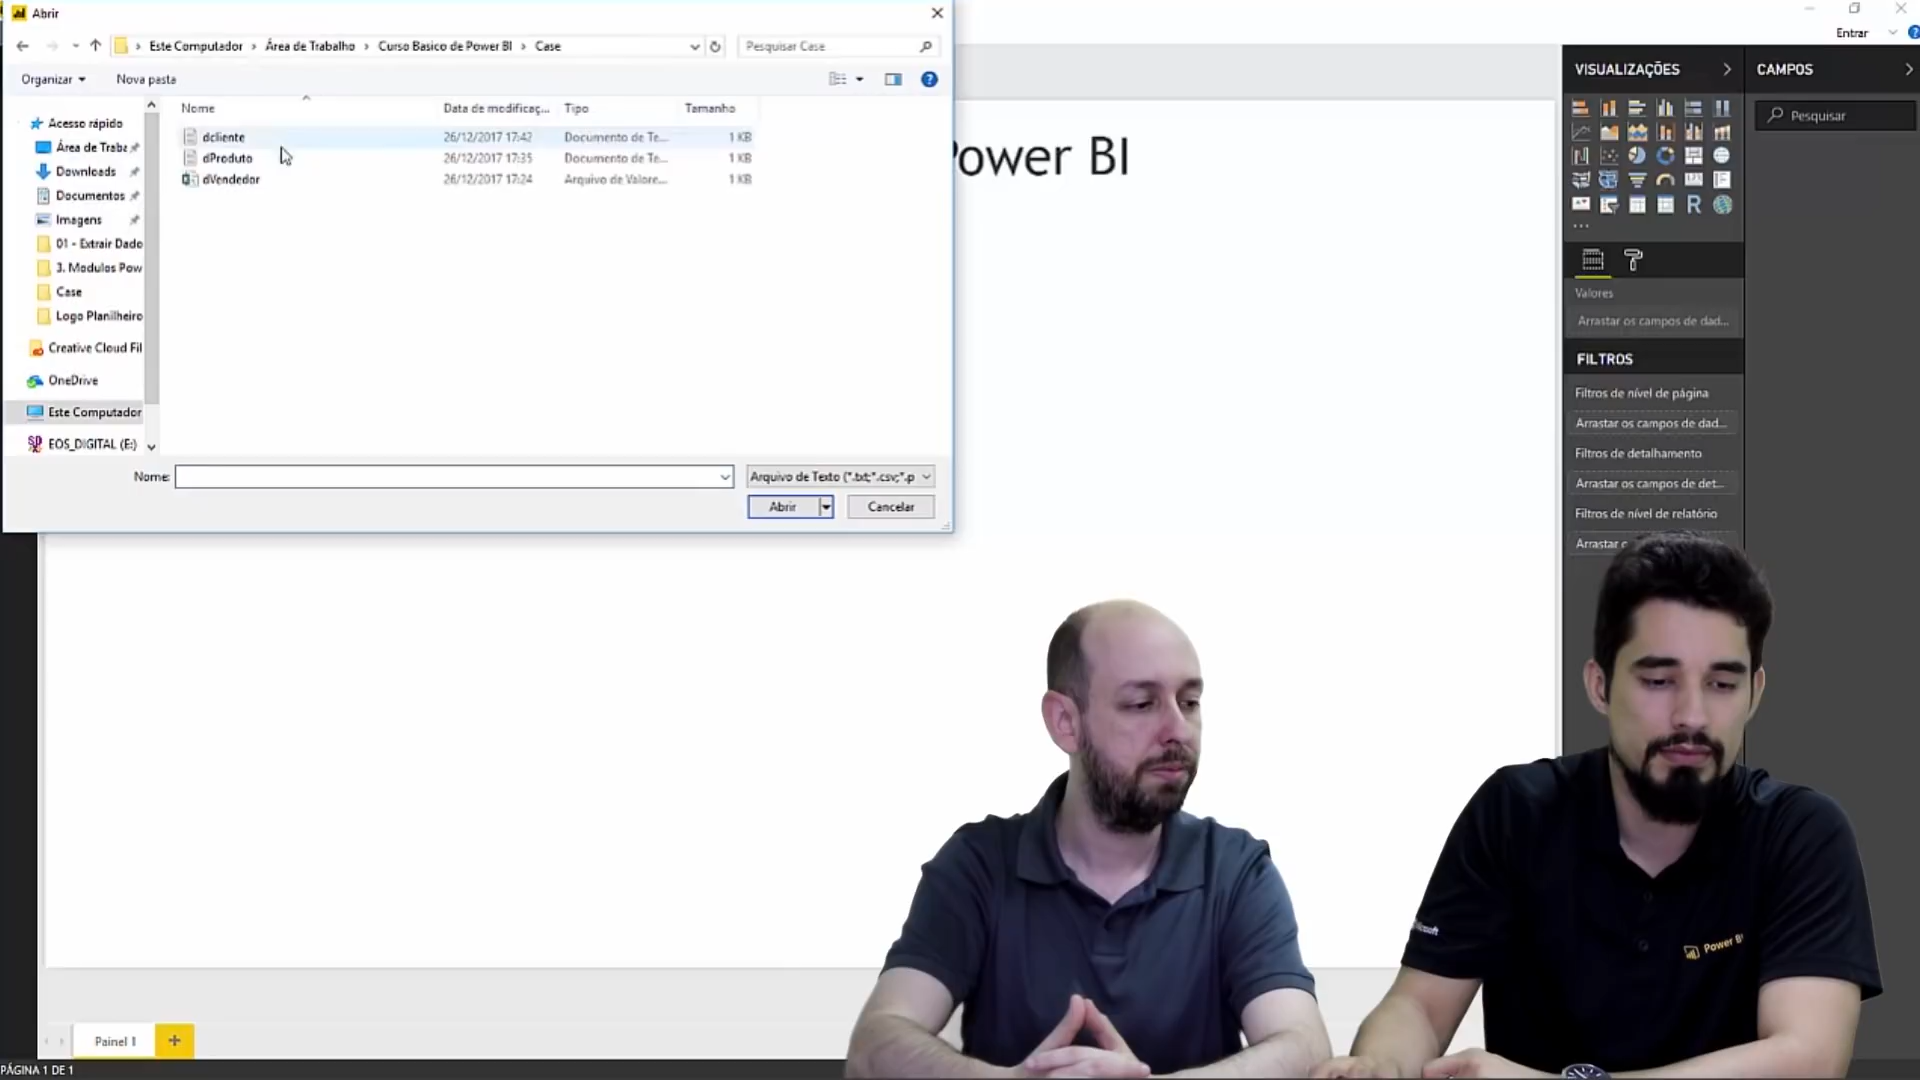 Abrir
Este Computador > Área de Trabalho > Curso Basico de Power BI > Case
Pesquisar Case
Organizar
Nova pasta
Nome
Data de modificaç...
Tipo
Tamanho
dcliente 26/12/2017 17:42 Documento de Te... 1 KB
dProduto 26/12/2017 17:35 Documento de Te... 1 KB
dVendedor 26/12/2017 17:24 Arquivo de Valore... 1 KB
Acesso rápido
Área de Traba
Downloads
Documentos
Imagens
01 - Extrair Dado
3. Modulos Pow
Case
Logo Planilheiro
Creative Cloud Fil
OneDrive
Este Computador
EOS_DIGITAL (E:)
Nome:
Arquivo de Texto (*.txt;*.csv;*.p
Abrir
Cancelar
Power BI
Entrar
VISUALIZAÇÕES
CAMPOS
Pesquisar
R
Valores
Arrastar os campos de dad...
FILTROS
Filtros de nível de página
Arrastar os campos de dad...
Filtros de detalhamento
Arrastar os campos de det...
Filtros de nível de relatório
Arrastar
Power BI
Painel 1
PÁGINA 1 DE 1